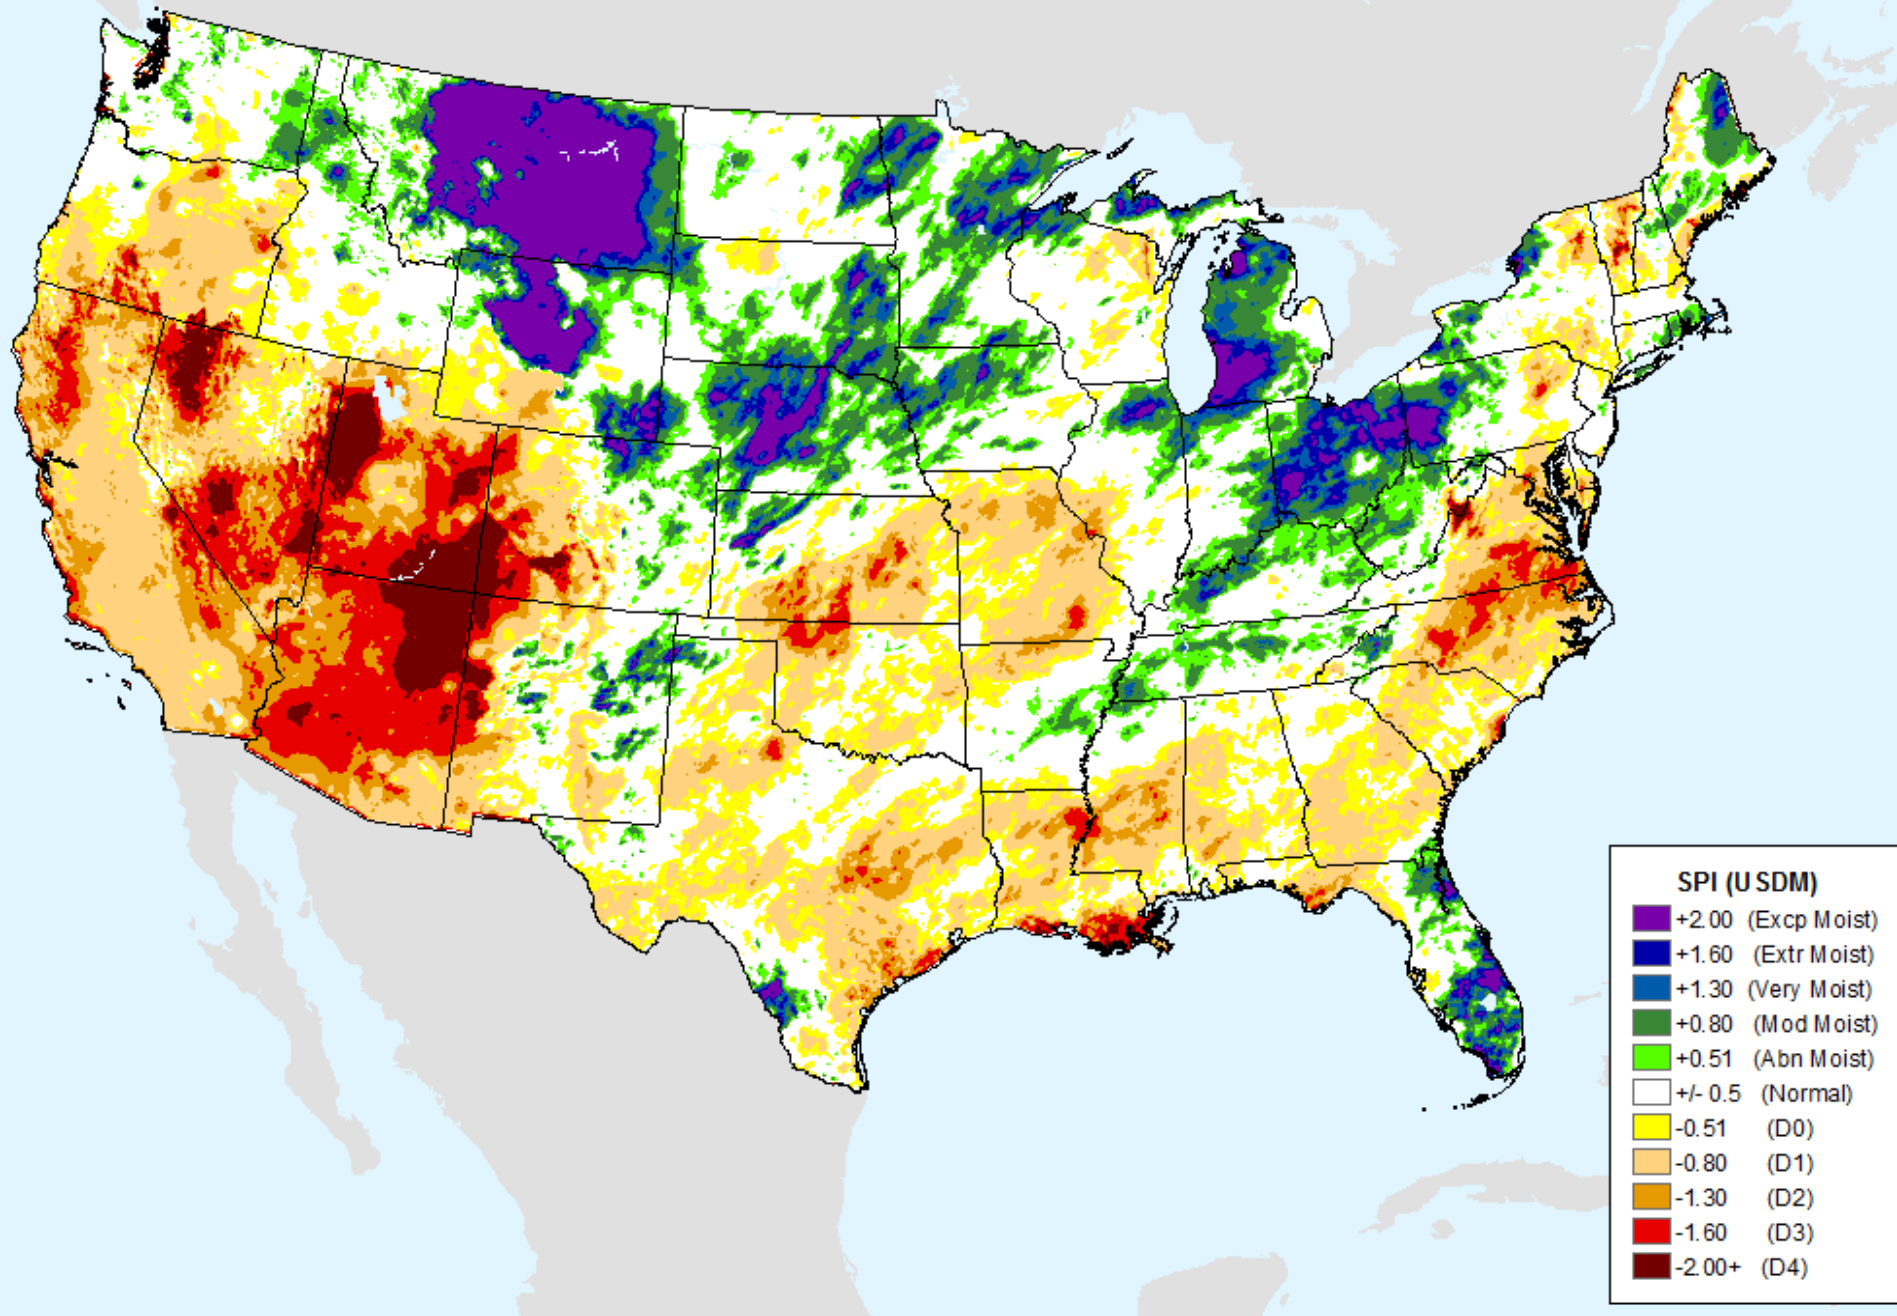 SPI (USDM)
+2.00 (Excp Moist)
+1.60 (Extr Moist)
+1.30 (Very Moist)
+0.80 (Mod Moist)
+0.51 (Abn Moist)
+/- 0.5 (Normal)
-0.51 (D0)
-0.80 (D1)
-1.30 (D2)
-1.60 (D3)
-2.00+ (D4)